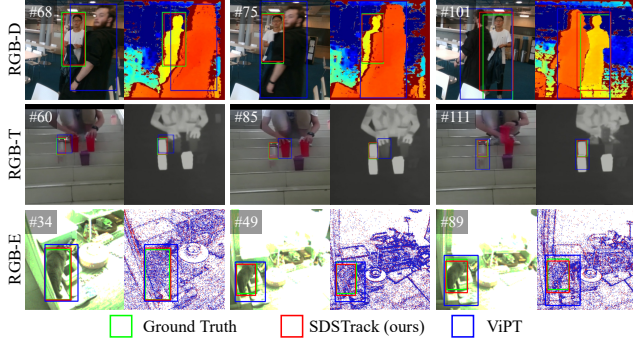 RGB-D
#68
#75
#101
RGB-T
#60
#85
#111
RGB-E
#34
#49
#89
Ground Truth
SDSTrack (ours)
ViPT